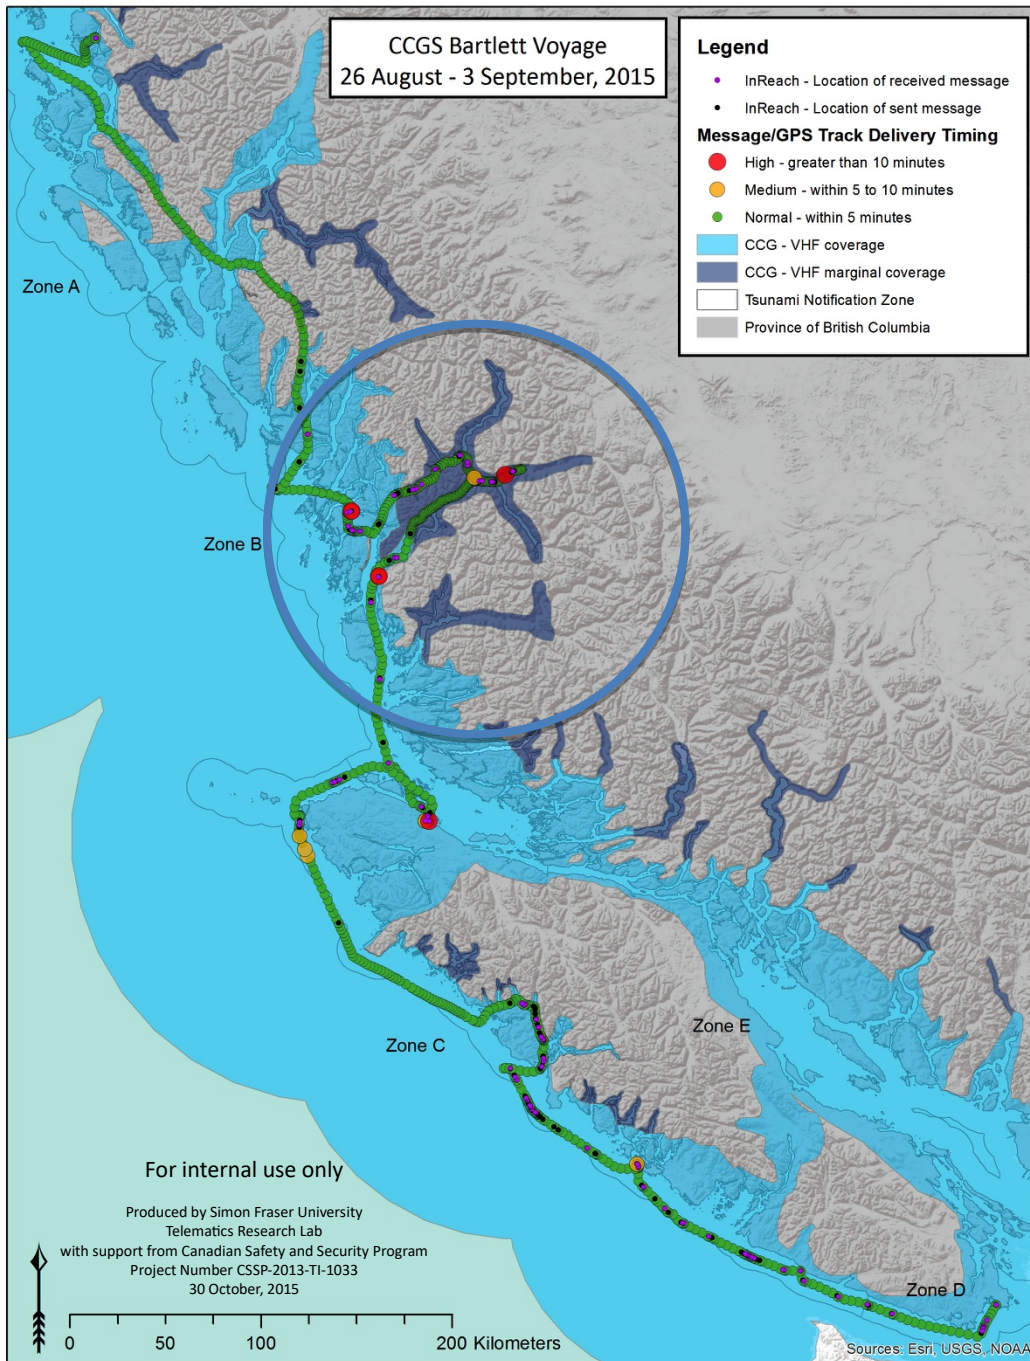 CCGS Bartlett Voyage
26 August - 3 September, 2015
Legend
InReach - Location of received message
InReach - Location of sent message
Message/GPS Track Delivery Timing
High - greater than 10 minutes
Medium - within 5 to 10 minutes
Normal - within 5 minutes
CCG - VHF coverage
CCG - VHF marginal coverage
Tsunami Notification Zone
Province of British Columbia
Zone A
Zone B
Zone E
Zone C
For internal use only
Produced by Simon Fraser University
Telematics Research Lab
with support from Canadian Safety and Security Program
Project Number CSSP-2013-TI-1033
30 October, 2015
Zone D
0 50 100 200 Kilometers
Sources: Esri, USGS, NOAA